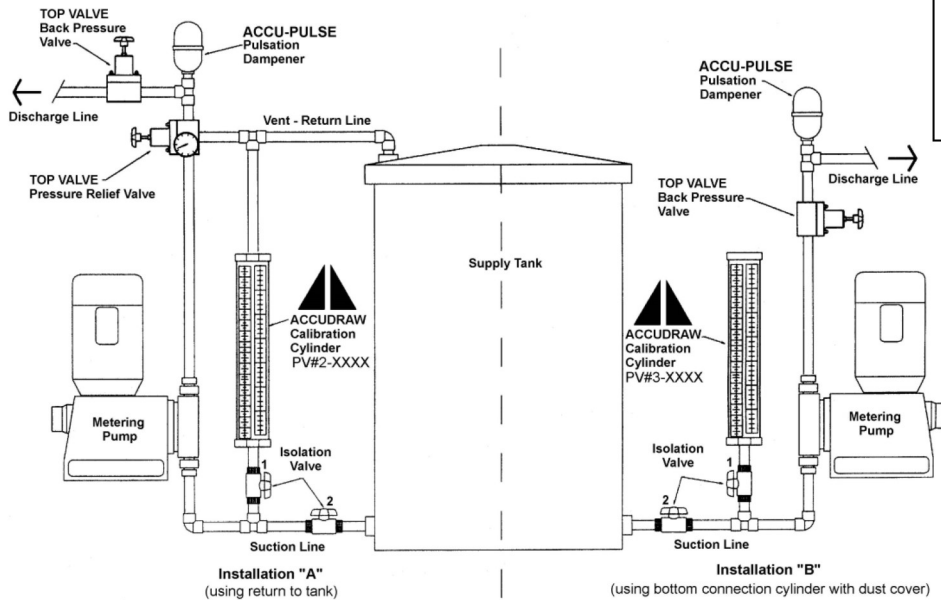 TOP VALVE
Back Pressure
Valve
ACCU-PULSE
Pulsation
Dampener
Discharge Line
Vent - Return Line
TOP VALVE
Pressure Relief Valve
ACCUDRAW
Calibration
Cylinder
PV#2-XXXX
Metering
Pump
Isolation
Valve
1
2
Suction Line
Installation "A"
(using return to tank)
Supply Tank
ACCU-PULSE
Pulsation
Dampener
Discharge Line
TOP VALVE
Back Pressure
Valve
ACCUDRAW
Calibration
Cylinder
PV#3-XXXX
Metering
Pump
Isolation
Valve
1
2
Suction Line
Installation "B"
(using bottom connection cylinder with dust cover)